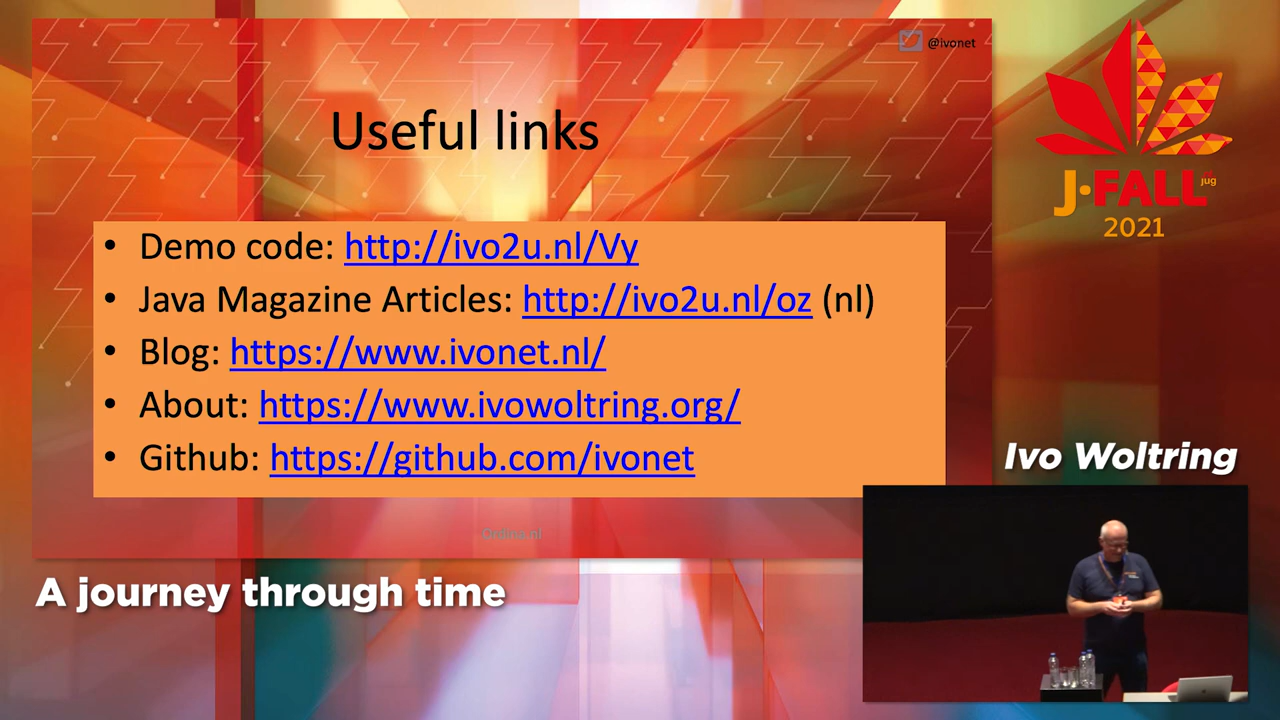 @ivonet
Useful links
• Demo code: http://ivo2u.nl/Vy
• Java Magazine Articles: http://ivo2u.nl/oz (nl)
• Blog: https://www.ivonet.nl/
• About: https://www.ivowoltring.org/
• Github: https://github.com/ivonet
Ordina.nl
J•FALL
jug
2021
Ivo Woltring
A journey through time